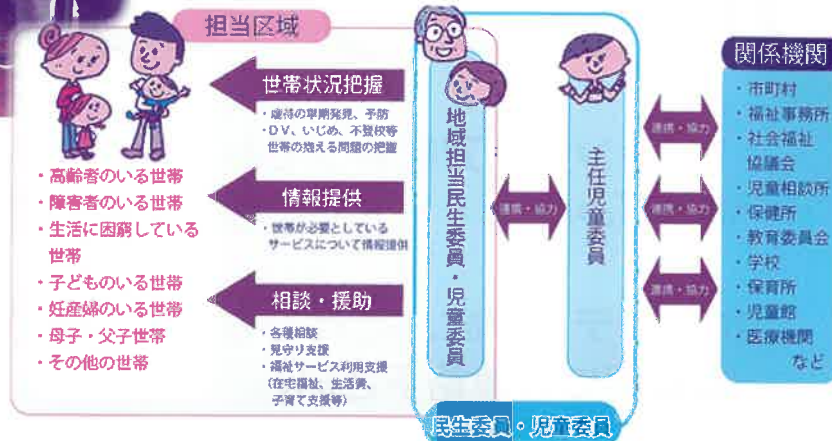 担当区域
世帯状況把握
・虐待の早期発見、予防
・DV、いじめ、不登校等
世帯の抱える問題の把握
情報提供
・世帯が必要としている
サービスについて情報提供
相談・援助
・各種相談
・見守り支援
・福祉サービス利用支援
(在宅福祉、生活費、
子育て支援等)
・高齢者のいる世帯
・障害者のいる世帯
・生活に困窮している
世帯
・子どものいる世帯
・妊産婦のいる世帯
・母子・父子世帯
・その他の世帯
地域担当民生委員・児童委員
連携・協力
主任児童委員
民生委員・児童委員
連携・協力
連携・協力
連携・協力
関係機関
・市町村
・福祉事務所
・社会福祉
協議会
・児童相談所
・保健所
・教育委員会
・学校
・保育所
・児童館
・医療機関
など